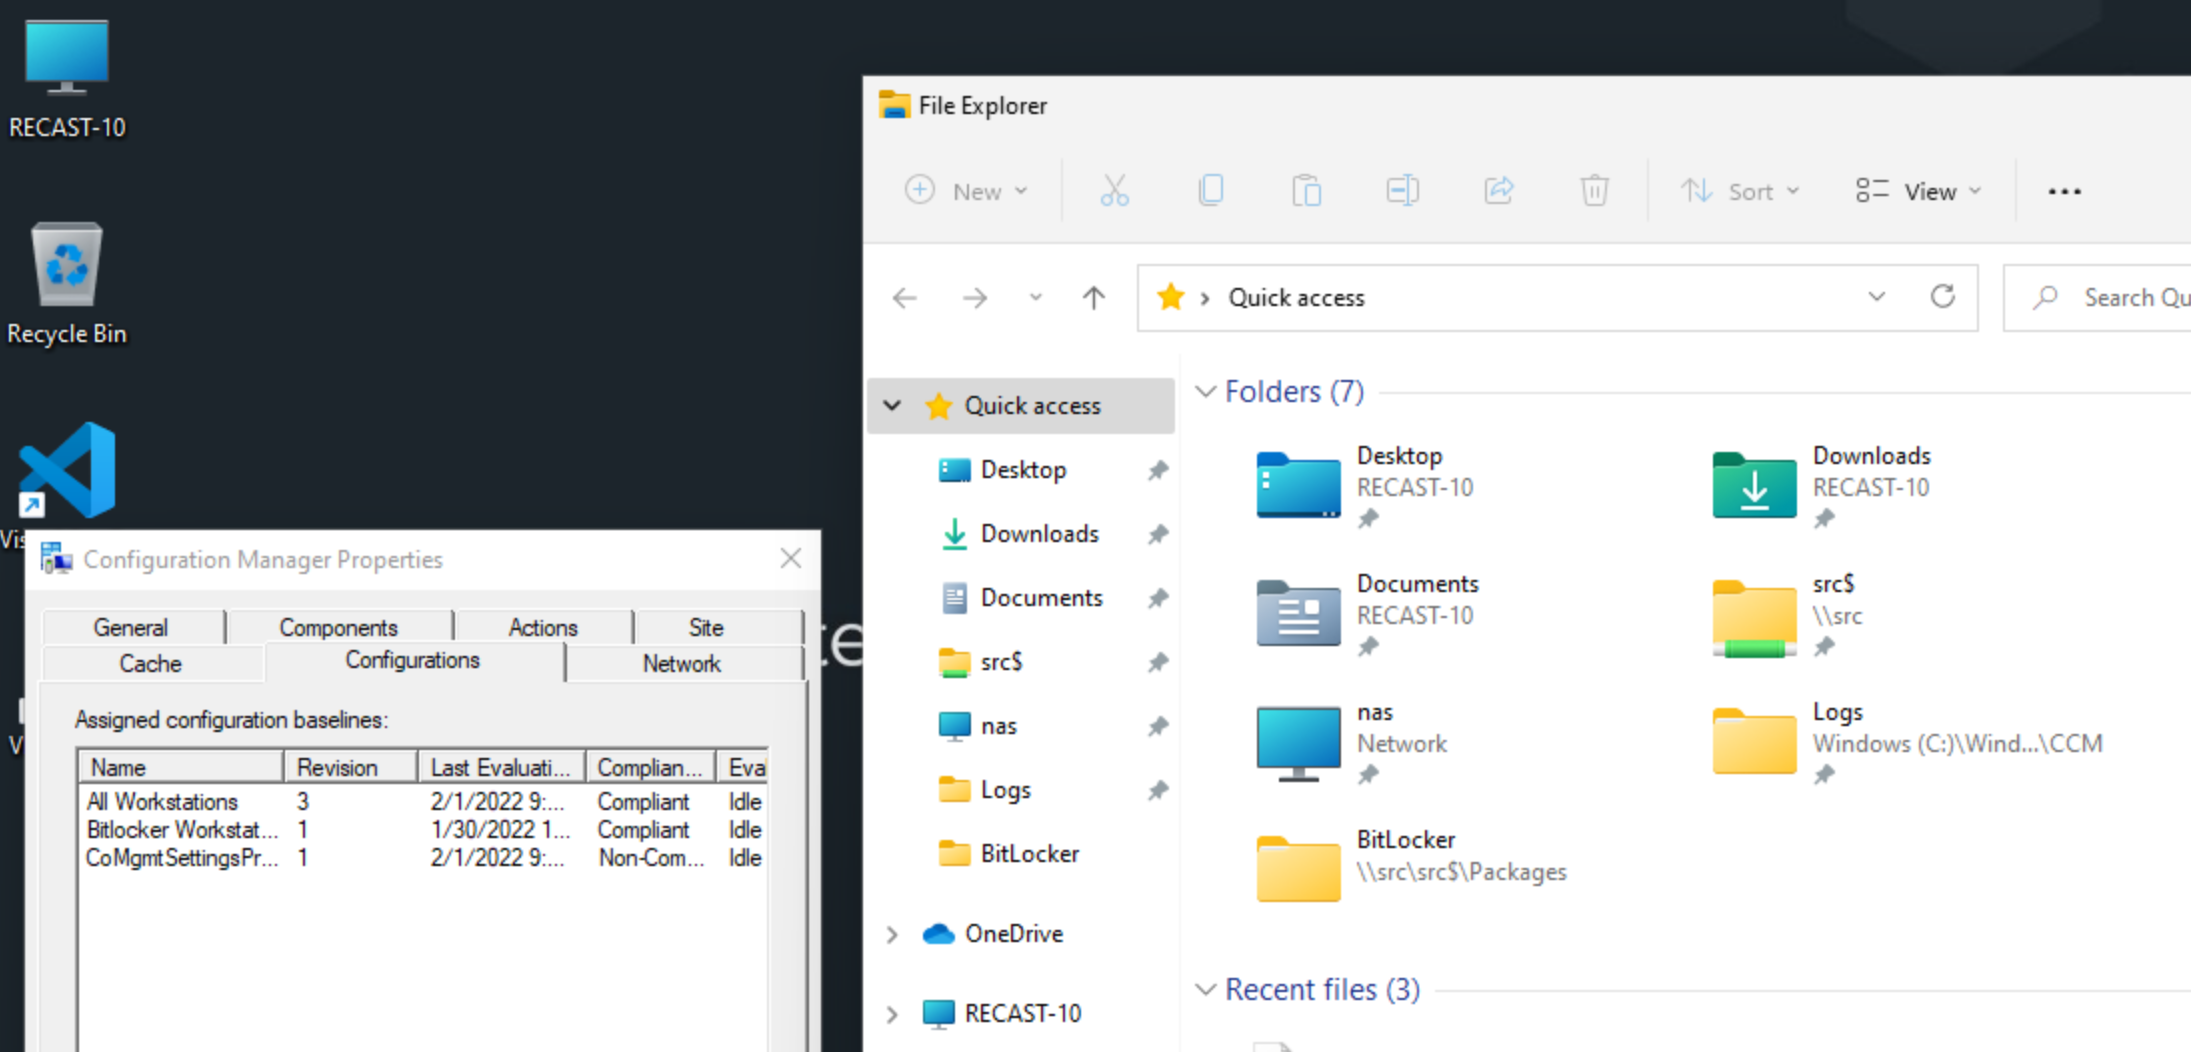 RECAST-10
Recycle Bin
Vis
V
te
Configuration Manager Properties
General Components Actions Site
Cache Configurations Network
Assigned configuration baselines:
Name Revision Last Evaluati... Complian... Eval
All Workstations 3 2/1/2022 9:... Compliant Idle
Bitlocker Workstat... 1 1/30/2022 1... Compliant Idle
CoMgmtSettingsPr... 1 2/1/2022 9:... Non-Com... Idle
File Explorer
New Sort View ...
Quick access Search Qu
Quick access
Desktop
Downloads
Documents
src$
nas
Logs
BitLocker
OneDrive
RECAST-10
Folders (7)
Desktop
RECAST-10
Downloads
RECAST-10
Documents
RECAST-10
src$
\\src
nas
Network
Logs
Windows (C:)\Wind...\CCM
BitLocker
\\src\src$\Packages
Recent files (3)